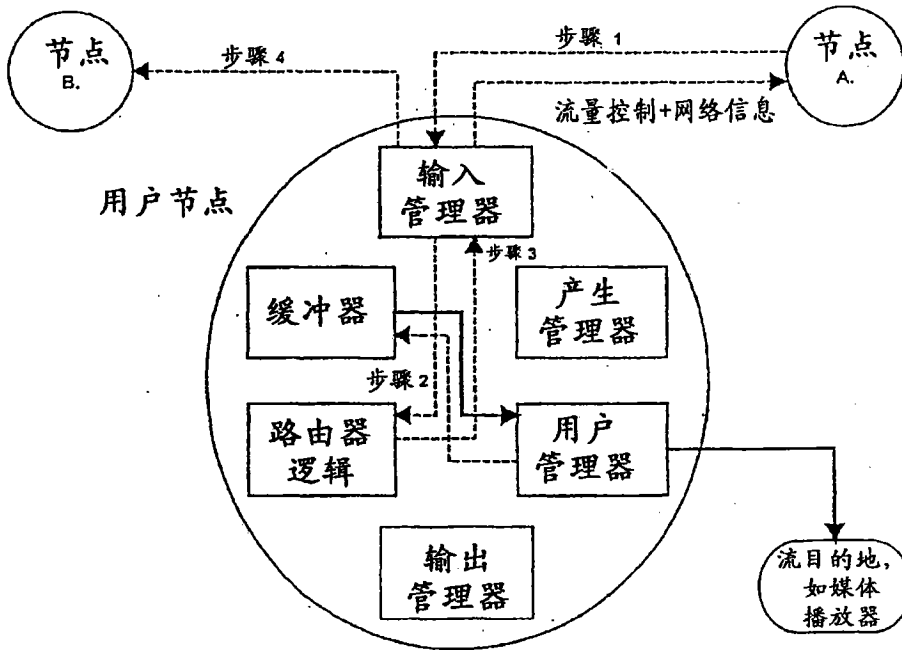 节点
B.
步骤 4
步骤 1
节点
A.
流量控制+网络信息
用户节点
输入
管理器
步骤 3
缓冲器
产生
管理器
步骤 2
路由器
逻辑
用户
管理器
输出
管理器
流目的地，
如媒体
播放器